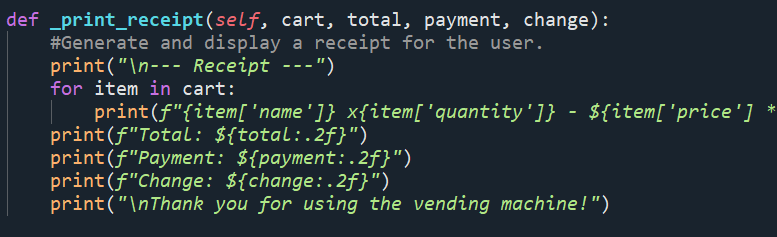 def _print_receipt(self, cart, total, payment, change):
    #Generate and display a receipt for the user.
    print("\n--- Receipt ---")
    for item in cart:
        print(f"{item['name']} x{item['quantity']} - ${item['price'] *
    print(f"Total: ${total:.2f}")
    print(f"Payment: ${payment:.2f}")
    print(f"Change: ${change:.2f}")
    print("\nThank you for using the vending machine!")